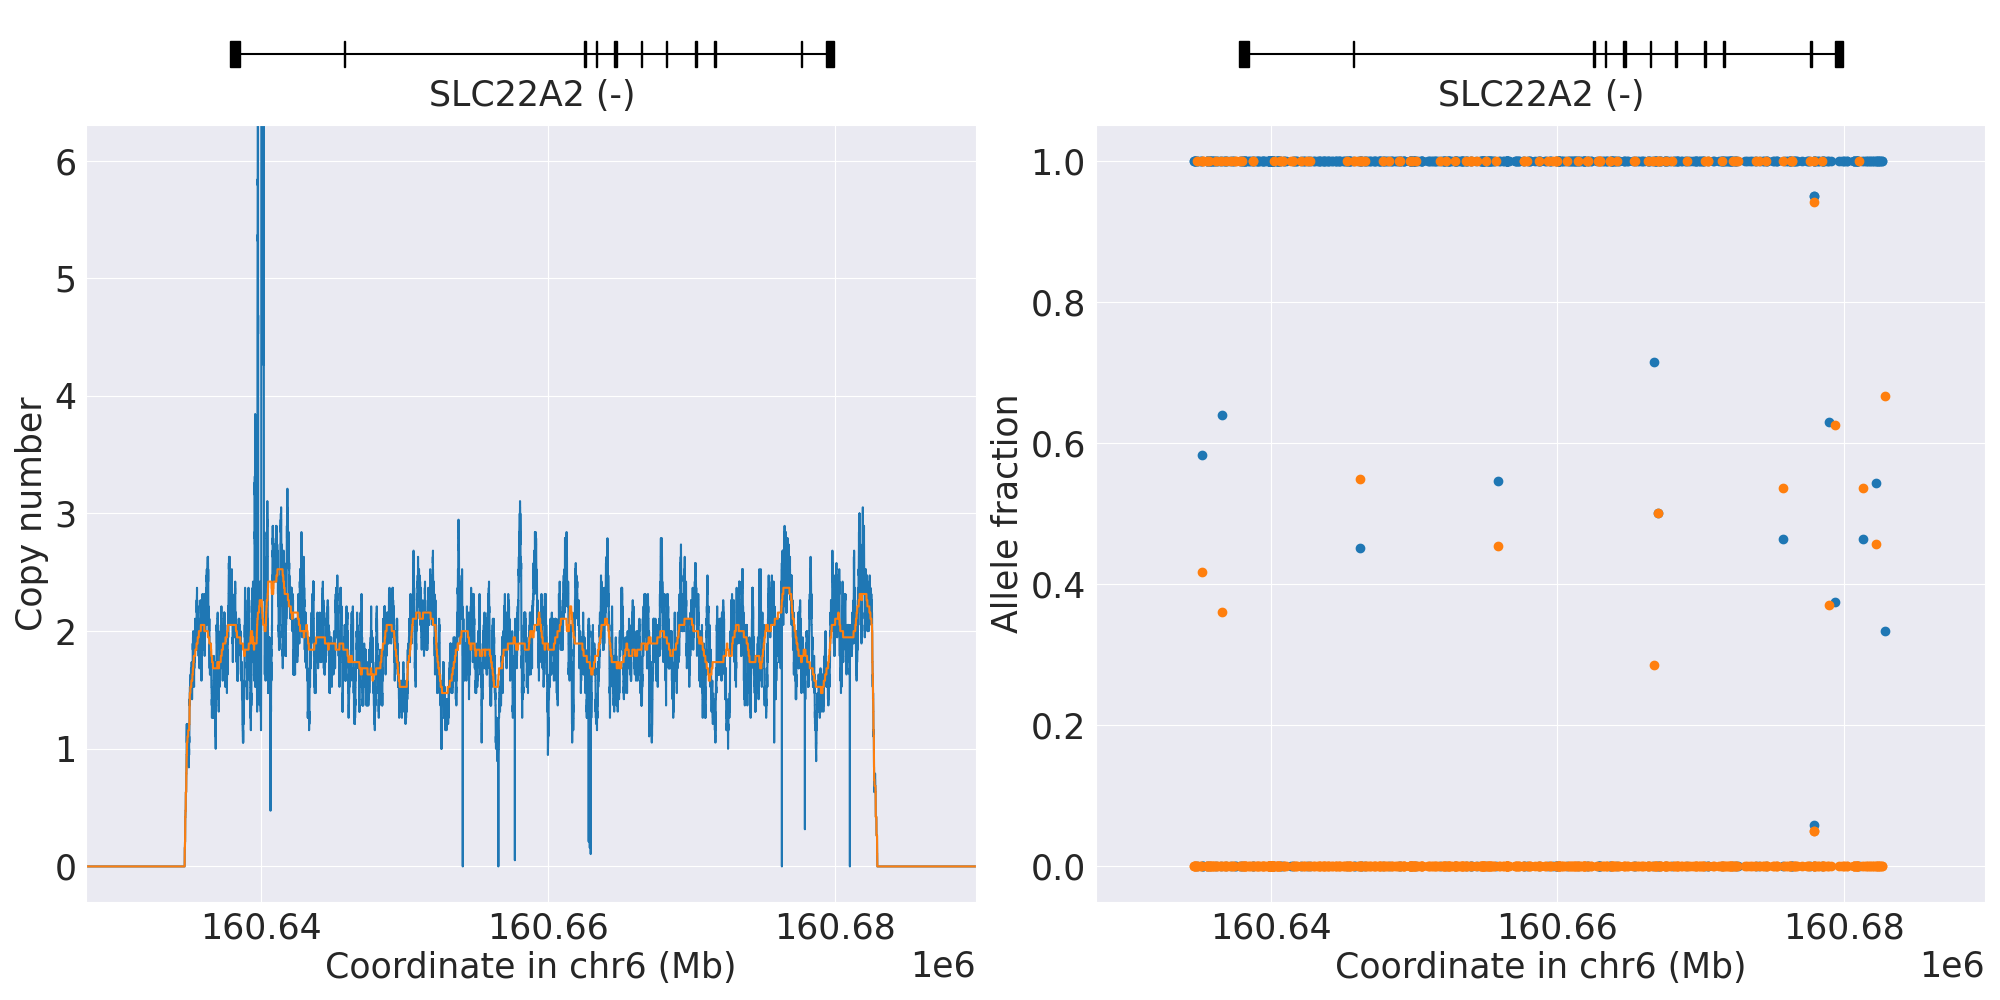 SLC22A2 (-)
6
5
4
3
2
1
0
Copy number
160.64 160.66 160.68
Coordinate in chr6 (Mb) 1e6
SLC22A2 (-)
1.0
0.8
0.6
0.4
0.2
0.0
Allele fraction
160.64 160.66 160.68
Coordinate in chr6 (Mb) 1e6